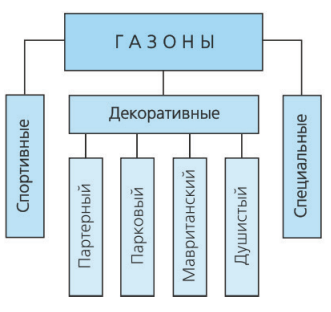 ГАЗОНЫ
Спортивные
Декоративные
Специальные
Партерный
Парковый
Мавританский
Душистый